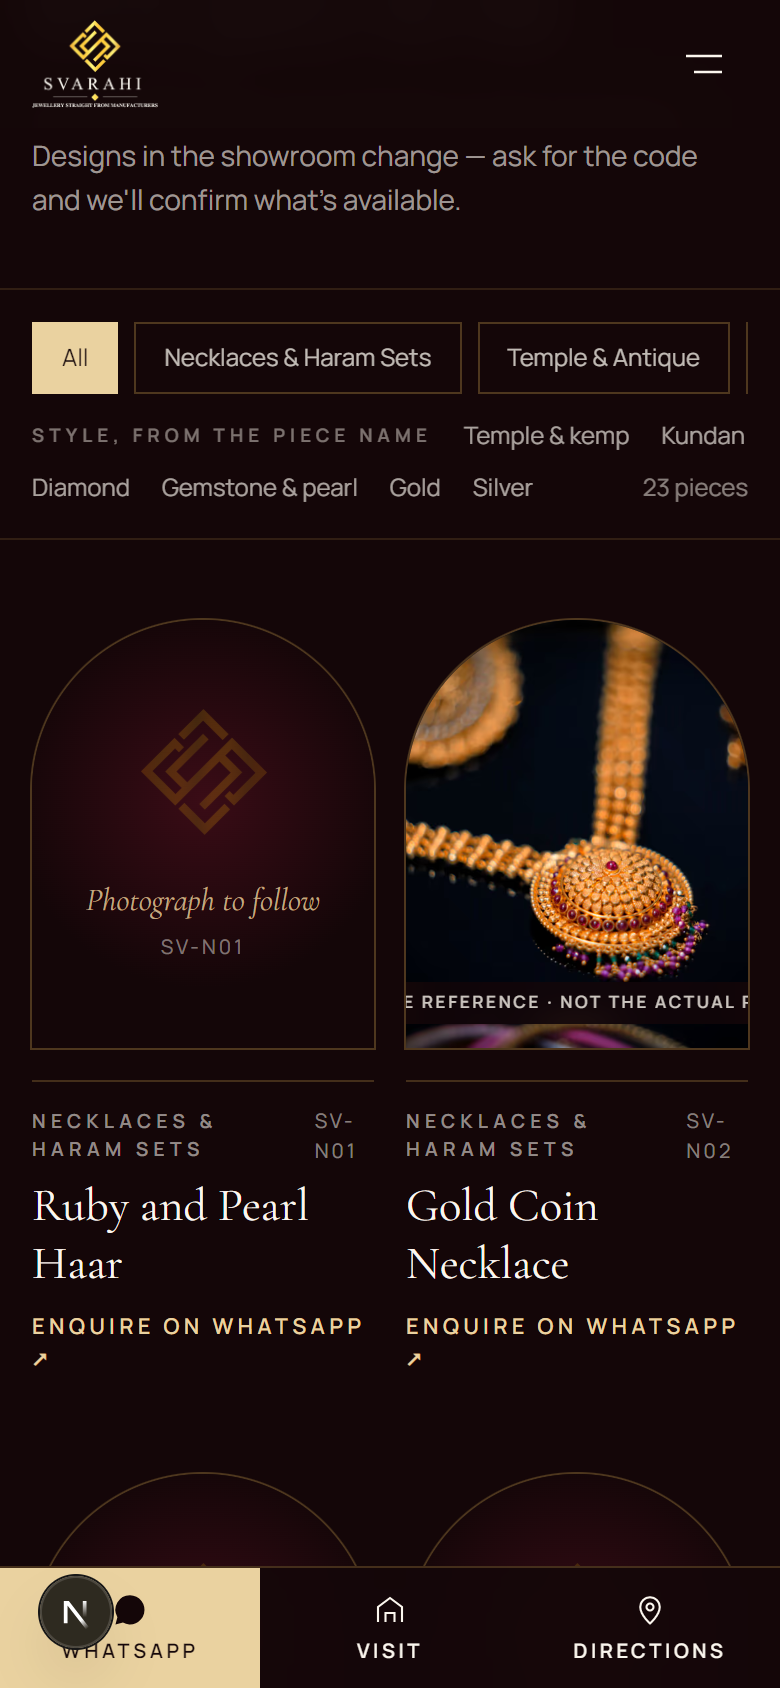 SVARAHI
JEWELLERY STRAIGHT FROM MANUFACTURERS
Designs in the showroom change — ask for the code
and we'll confirm what's available.
All
Necklaces & Haram Sets
Temple & Antique
STYLE, FROM THE PIECE NAME
Temple & kemp
Kundan
Diamond
Gemstone & pearl
Gold
Silver
23 pieces
Photograph to follow
SV-N01
E REFERENCE · NOT THE ACTUAL
NECKLACES &
HARAM SETS
SV-
N01
Ruby and Pearl
Haar
ENQUIRE ON WHATSAPP
↗
NECKLACES &
HARAM SETS
SV-
N02
Gold Coin
Necklace
ENQUIRE ON WHATSAPP
↗
N
WHATSAPP
VISIT
DIRECTIONS